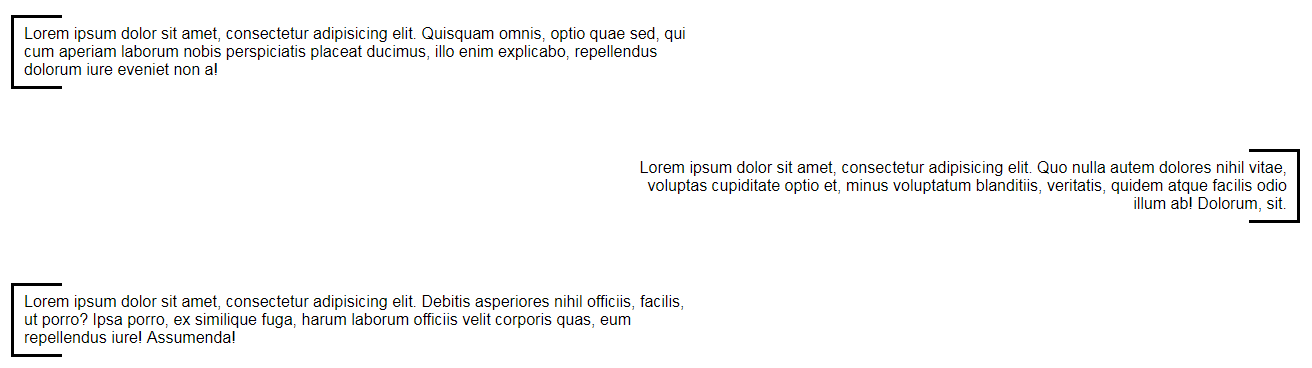 Lorem ipsum dolor sit amet, consectetur adipisicing elit. Quisquam omnis, optio quae sed, qui
cum aperiam laborum nobis perspiciatis placeat ducimus, illo enim explicabo, repellendus
dolorum iure eveniet non a!
Lorem ipsum dolor sit amet, consectetur adipisicing elit. Quo nulla autem dolores nihil vitae,
voluptas cupiditate optio et, minus voluptatum blanditiis, veritatis, quidem atque facilis odio
illum ab! Dolorum, sit.
Lorem ipsum dolor sit amet, consectetur adipisicing elit. Debitis asperiores nihil officiis, facilis,
ut porro? Ipsa porro, ex similique fuga, harum laborum officiis velit corporis quas, eum
repellendus iure! Assumenda!